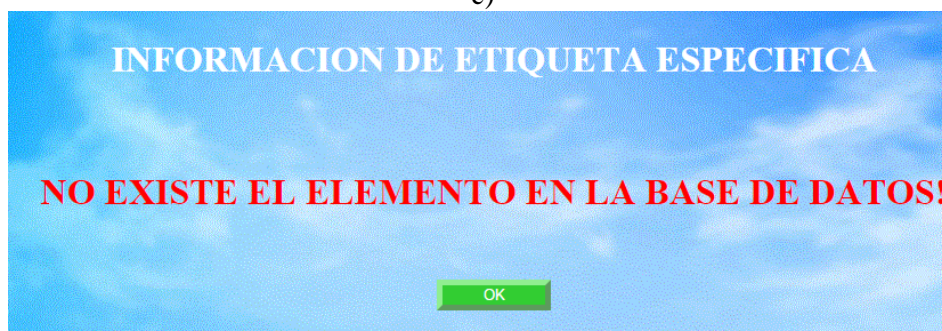 c)
INFORMACION DE ETIQUETA ESPECIFICA
NO EXISTE EL ELEMENTO EN LA BASE DE DATOS!
OK